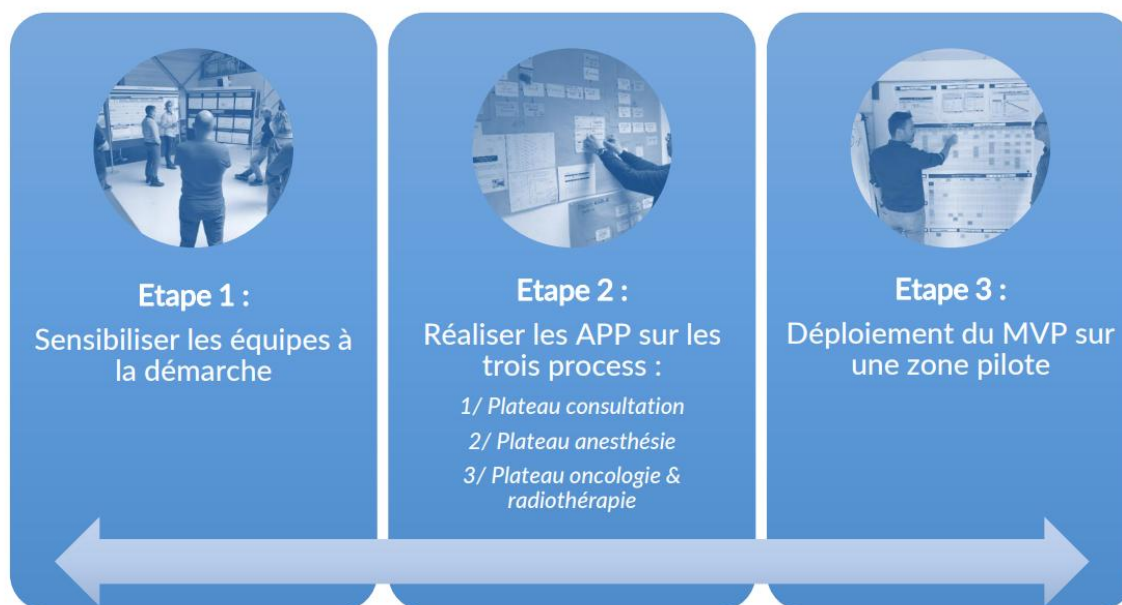 Etape 1 :
Sensibiliser les équipes à
la démarche
Etape 2 :
Réaliser les APP sur les
trois process :
1/ Plateau consultation
2/ Plateau anesthésie
3/ Plateau oncologie &
radiothérapie
Etape 3 :
Déploiement du MVP sur
une zone pilote